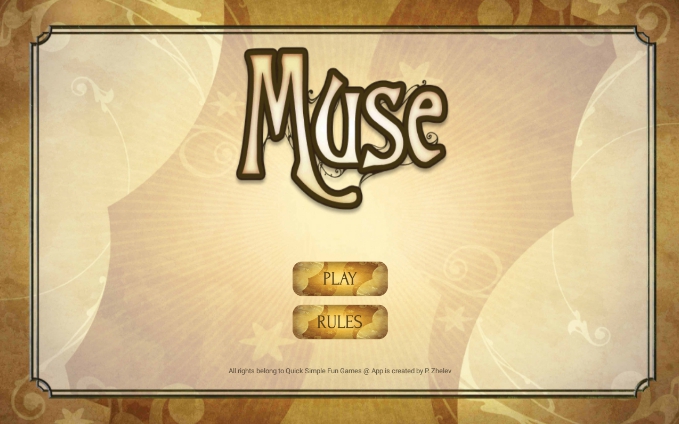 Muse
PLAY
RULES
All rights belong to Quick Simple Fun Games @ App is created by P. Zhelev